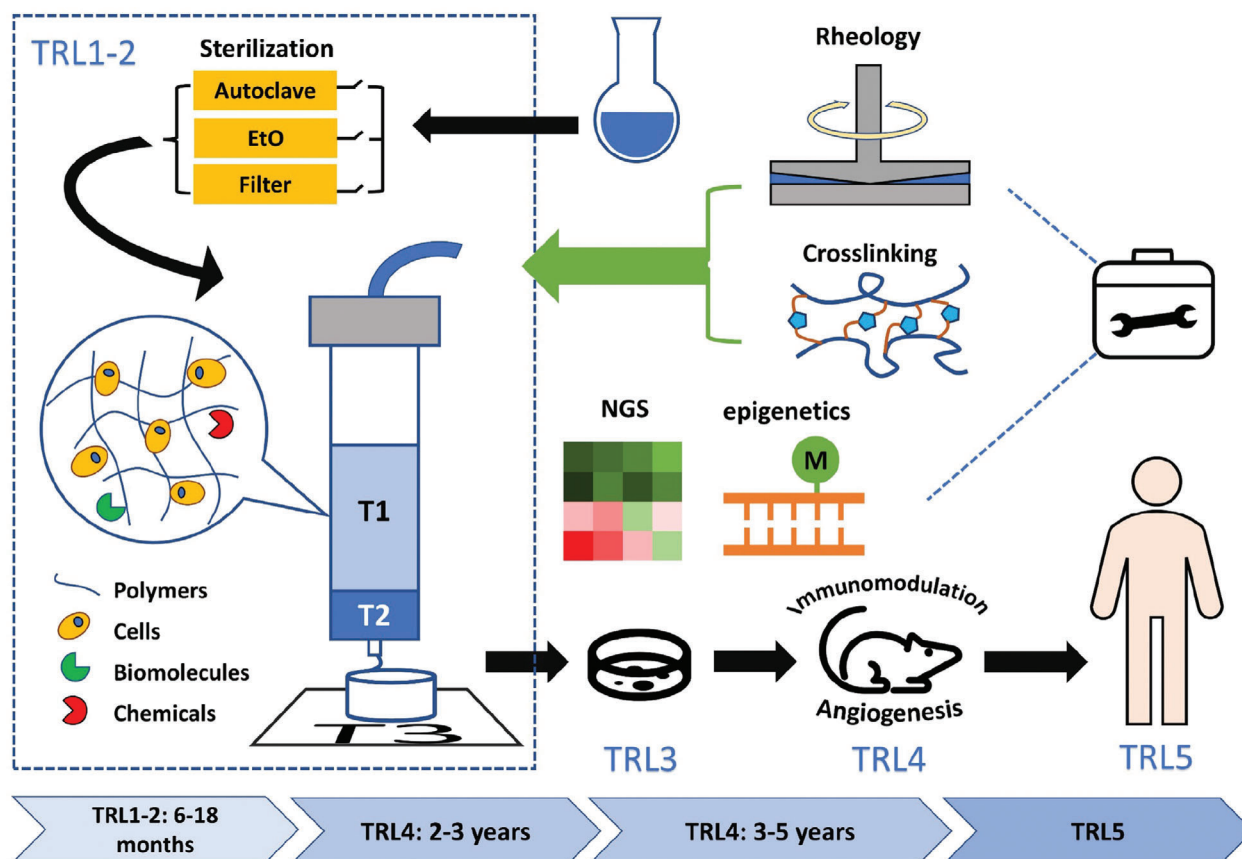 TRL1-2
Sterilization
Autoclave
EtO
Filter
Rheology
Crosslinking
NGS
epigenetics
M
T1
T2
T3
Polymers
Cells
Biomolecules
Chemicals
Immunomodulation
Angiogenesis
TRL3
TRL4
TRL5
TRL1-2: 6-18
months
TRL4: 2-3 years
TRL4: 3-5 years
TRL5